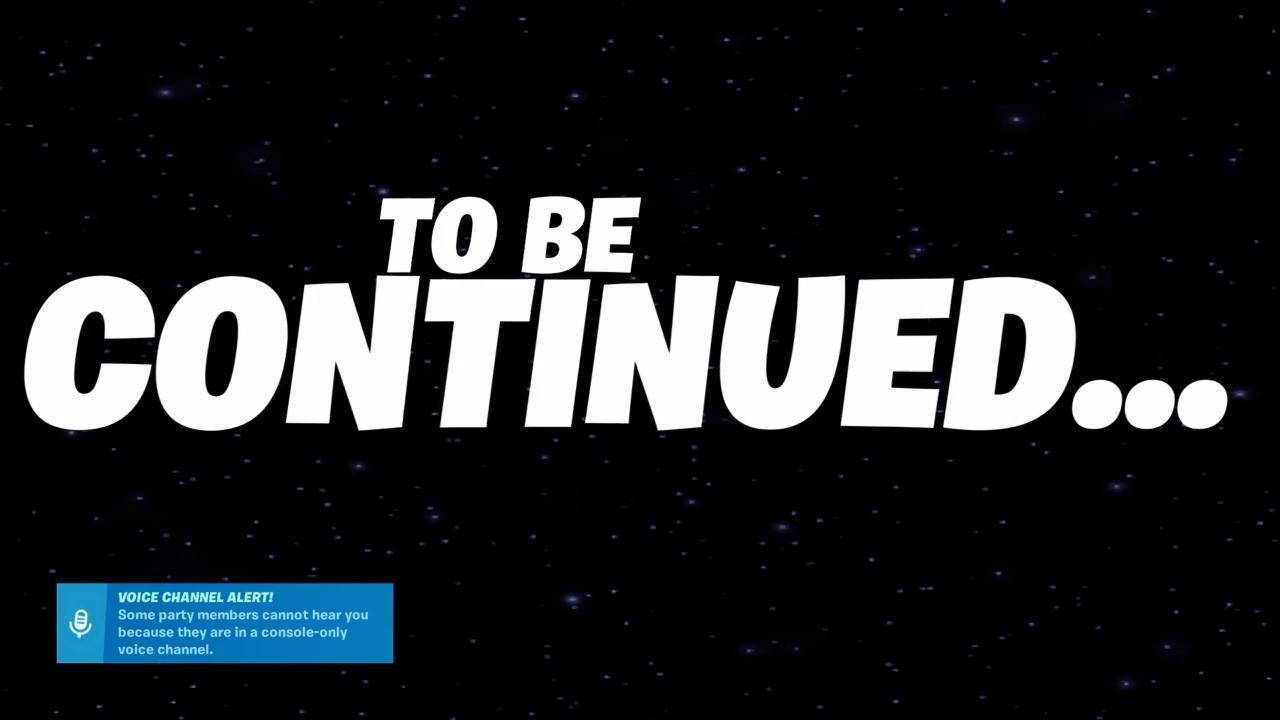 TO BE
CONTINUED...
VOICE CHANNEL ALERT!
Some party members cannot hear you
because they are in a console-only
voice channel.